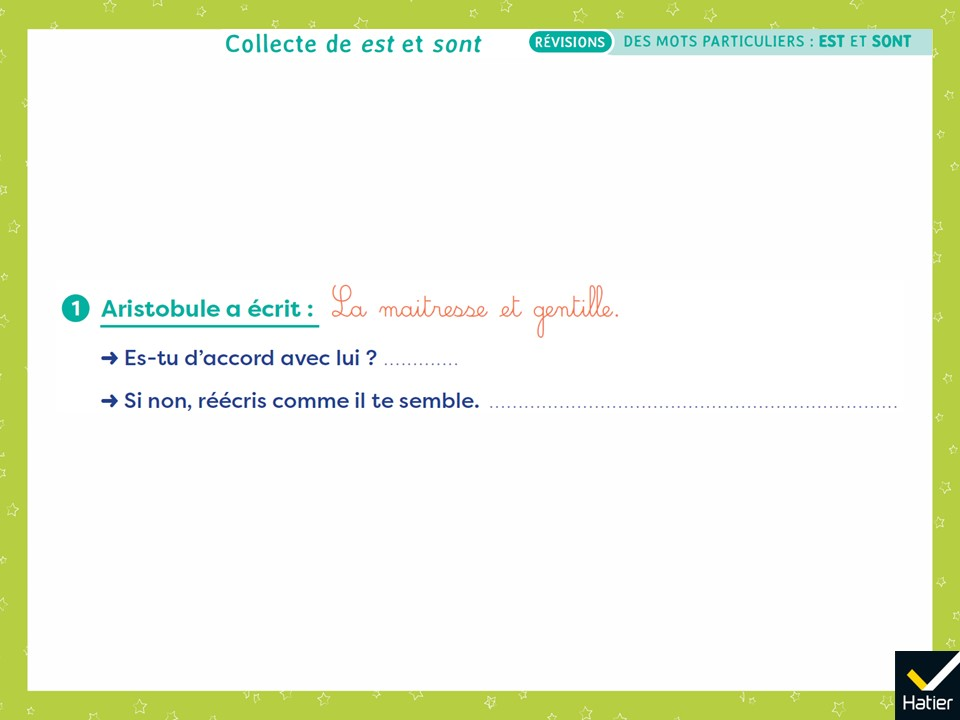 Collecte de est et sont
RÉVISIONS DES MOTS PARTICULIERS : EST ET SONT
1 Aristobule a écrit : La maitresse et gentille.
➜ Es-tu d’accord avec lui ? .............
➜ Si non, réécris comme il te semble. ......................................................................
Hatier